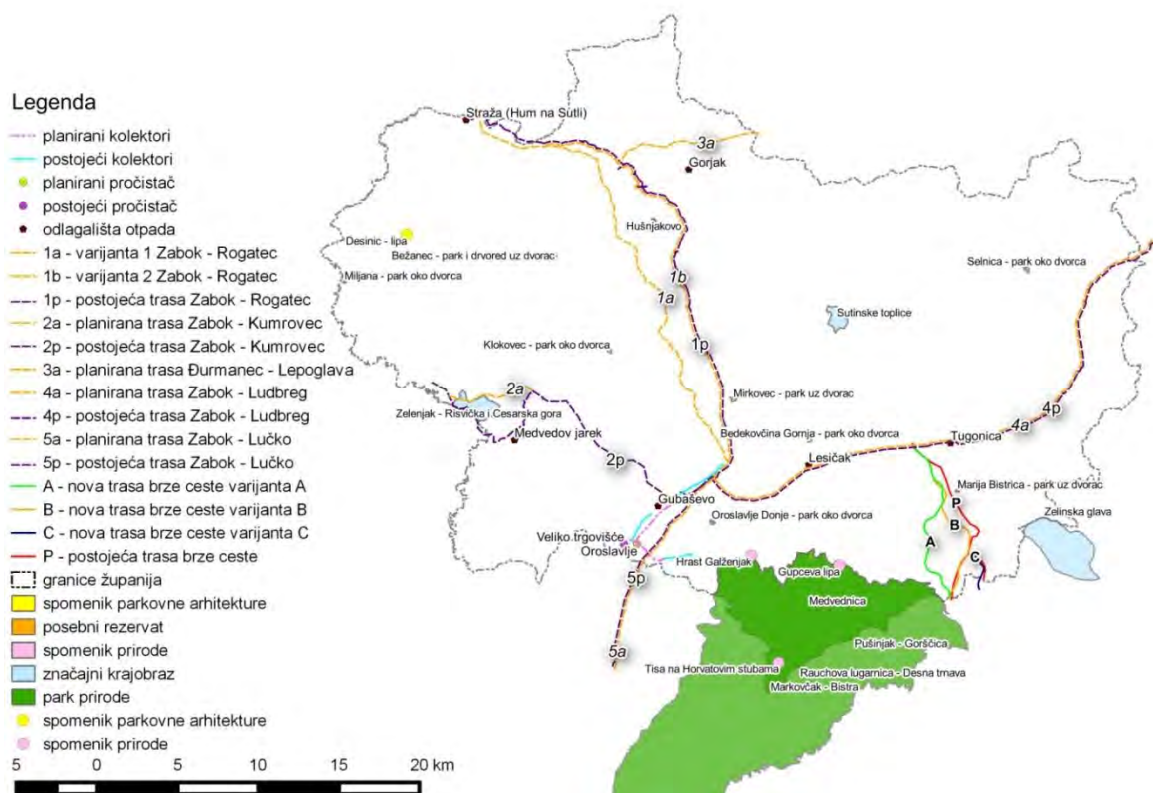 Legenda
planirani kolektori
postojeći kolektori
planirani pročistač
postojeći pročistač
odlagališta otpada
1a - varijanta 1 Zabok - Rogatec
1b - varijanta 2 Zabok - Rogatec
1p - postojeća trasa Zabok - Rogatec
2a - planirana trasa Zabok - Kumrovec
2p - postojeća trasa Zabok - Kumrovec
3a - planirana trasa Đurmanec - Lepoglava
4a - planirana trasa Zabok - Ludbreg
4p - postojeća trasa Zabok - Ludbreg
5a - planirana trasa Zabok - Lučko
5p - postojeća trasa Zabok - Lučko
A - nova trasa brze ceste varijanta A
B - nova trasa brze ceste varijanta B
C - nova trasa brze ceste varijanta C
P - postojeća trasa brze ceste
granice županija
spomenik parkovne arhitekture
posebni rezervat
spomenik prirode
značajni krajobraz
park prirode
spomenik parkovne arhitekture
spomenik prirode
5 0 5 10 15 20 km
Straža (Hum na Sutli)
3a
Gorjak
Hušnjakovo
Desinic - lipa
Bežanec - park i drvored uz dvorac
Miljana - park oko dvorca
Selnica - park oko dvorca
1b
1a
Sutinske toplice
1p
Klokovec - park oko dvorca
2a
Mirkovec - park uz dvorac
Zelenjak - Risvička i Cesarska gora
4p
4a
Medvedov jarek
Bedekovčina Gornja - park oko dvorca
Tugonica
2p
Lesičak
Marija Bistrica - park uz dvorac
P
Gubaševo
Zelinska glava
Oroslavlje Donje - park oko dvorca
B
Veliko.trgovišće
A
Oroslavlje
C
Hrast Galženjak
Gupceva lipa
5p
Medvednica
Pušinjak - Gorščica
5a
Tisa na Horvatovim stubama
Rauchova lugarnica - Desna trnava
Markovčak - Bistra